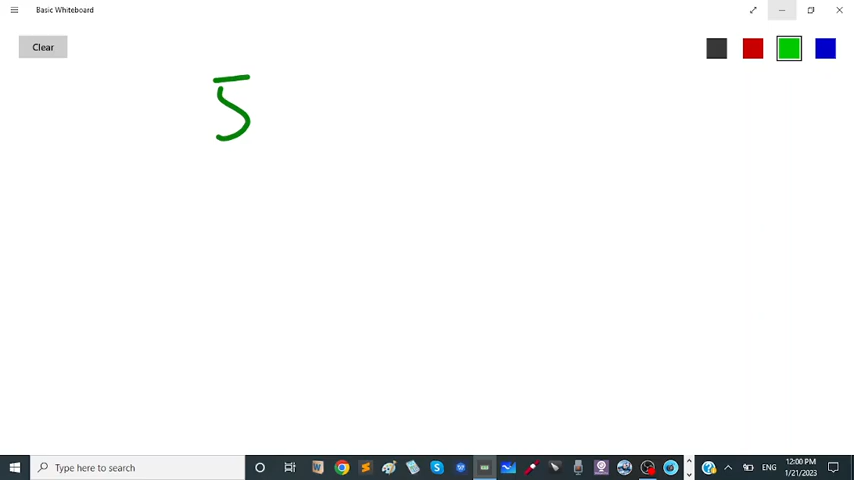 Basic Whiteboard
Clear
5
Type here to search
ENG
12:00 PM
1/21/2023